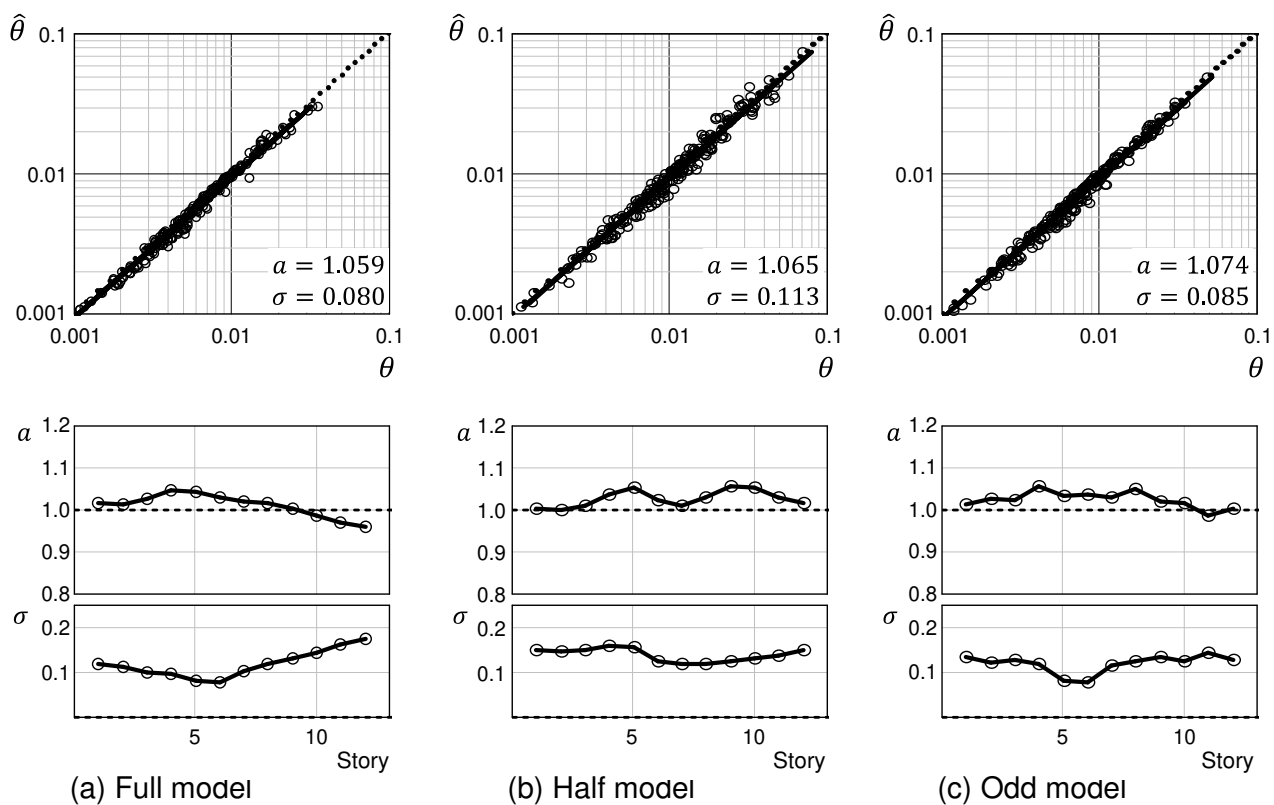 θ̂ 0.1
0.01
0.001
0.001 0.01 0.1
θ
a = 1.059
σ = 0.080
θ̂ 0.1
0.01
0.001
0.001 0.01 0.1
θ
a = 1.065
σ = 0.113
θ̂ 0.1
0.01
0.001
0.001 0.01 0.1
θ
a = 1.074
σ = 0.085
a 1.2
1.1
1.0
0.9
0.8
σ 0.2
0.1
5 10
Story
(a) Full model
a 1.2
1.1
1.0
0.9
0.8
σ 0.2
0.1
5 10
Story
(b) Half model
a 1.2
1.1
1.0
0.9
0.8
σ 0.2
0.1
5 10
Story
(c) Odd model